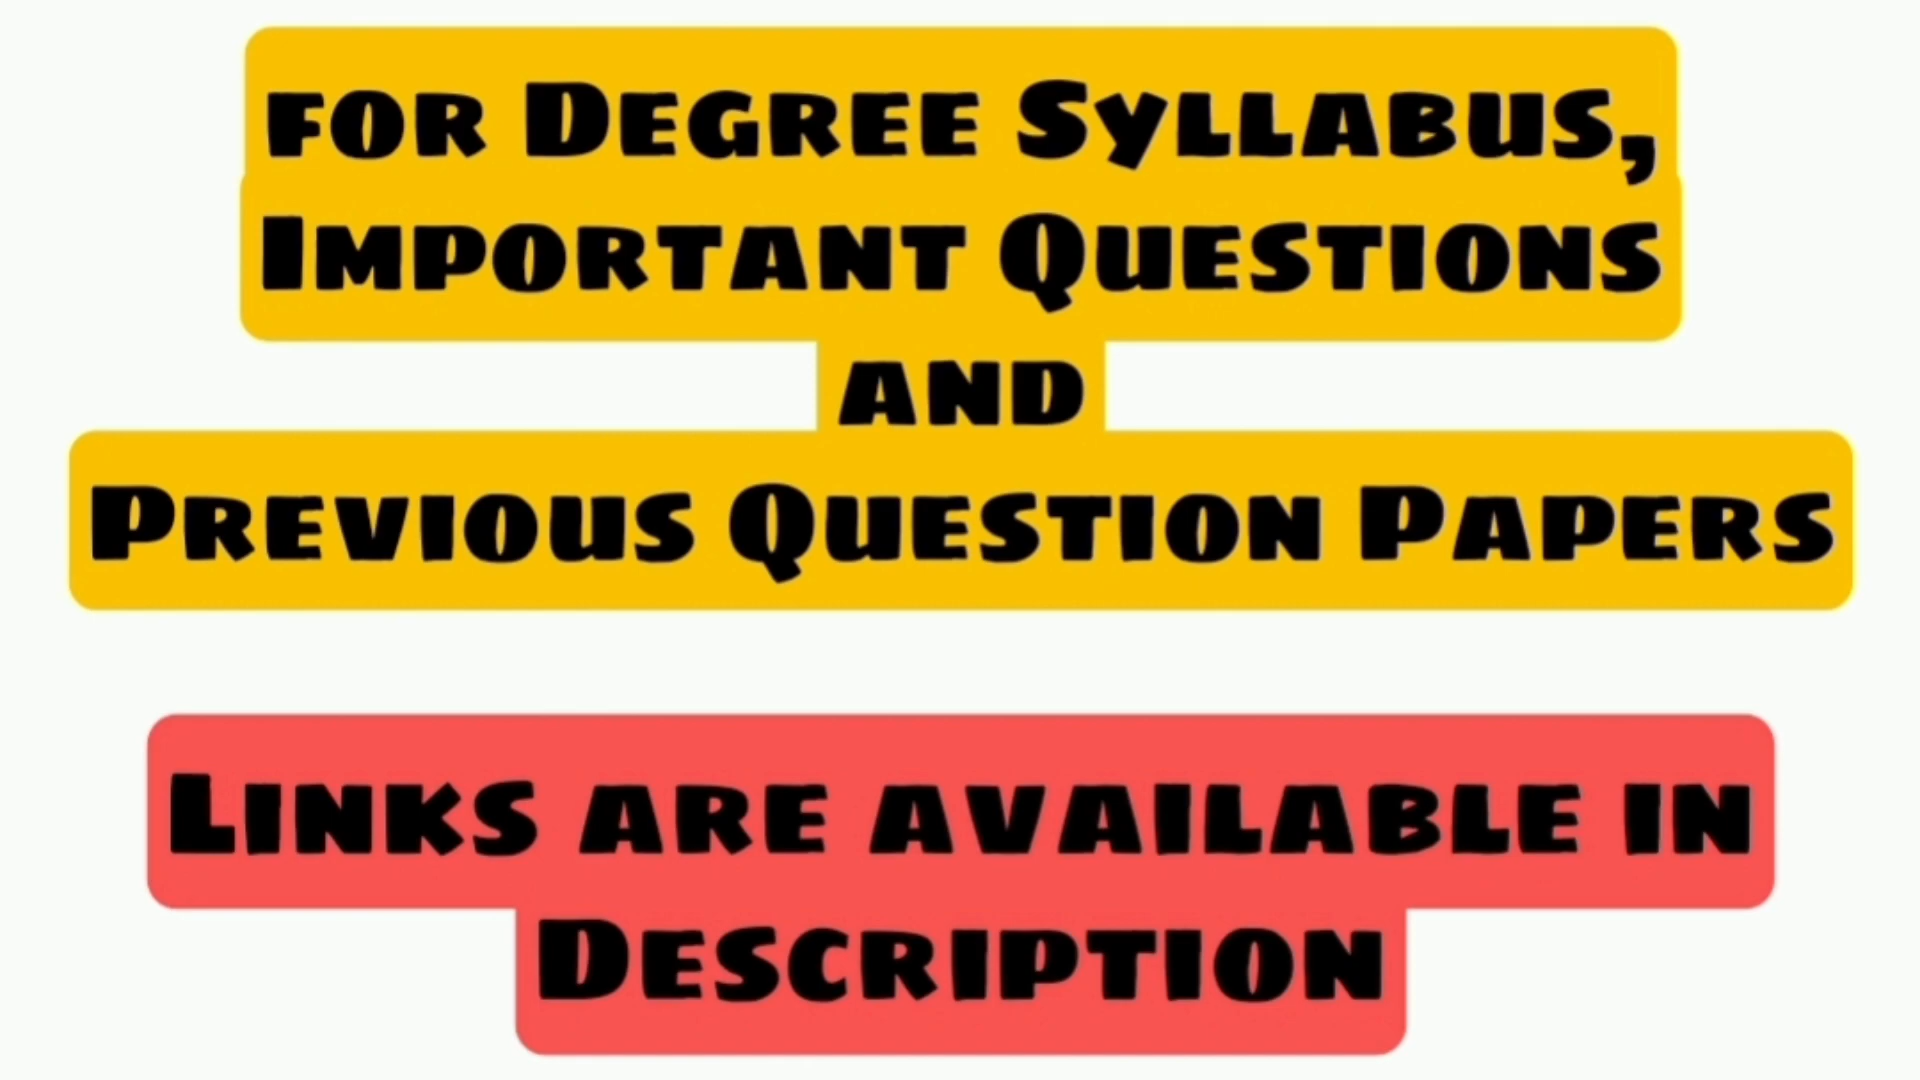 for Degree Syllabus,
Important Questions
and
Previous Question Papers
Links are available in
Description